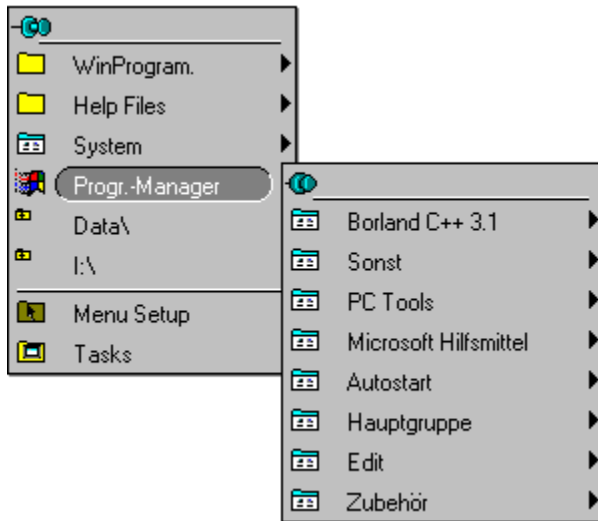 WinProgram.
Help Files
System
Progr.-Manager
Data\
I:\
Menu Setup
Tasks
Borland C++ 3.1
Sonst
PC Tools
Microsoft Hilfsmittel
Autostart
Hauptgruppe
Edit
Zubehör